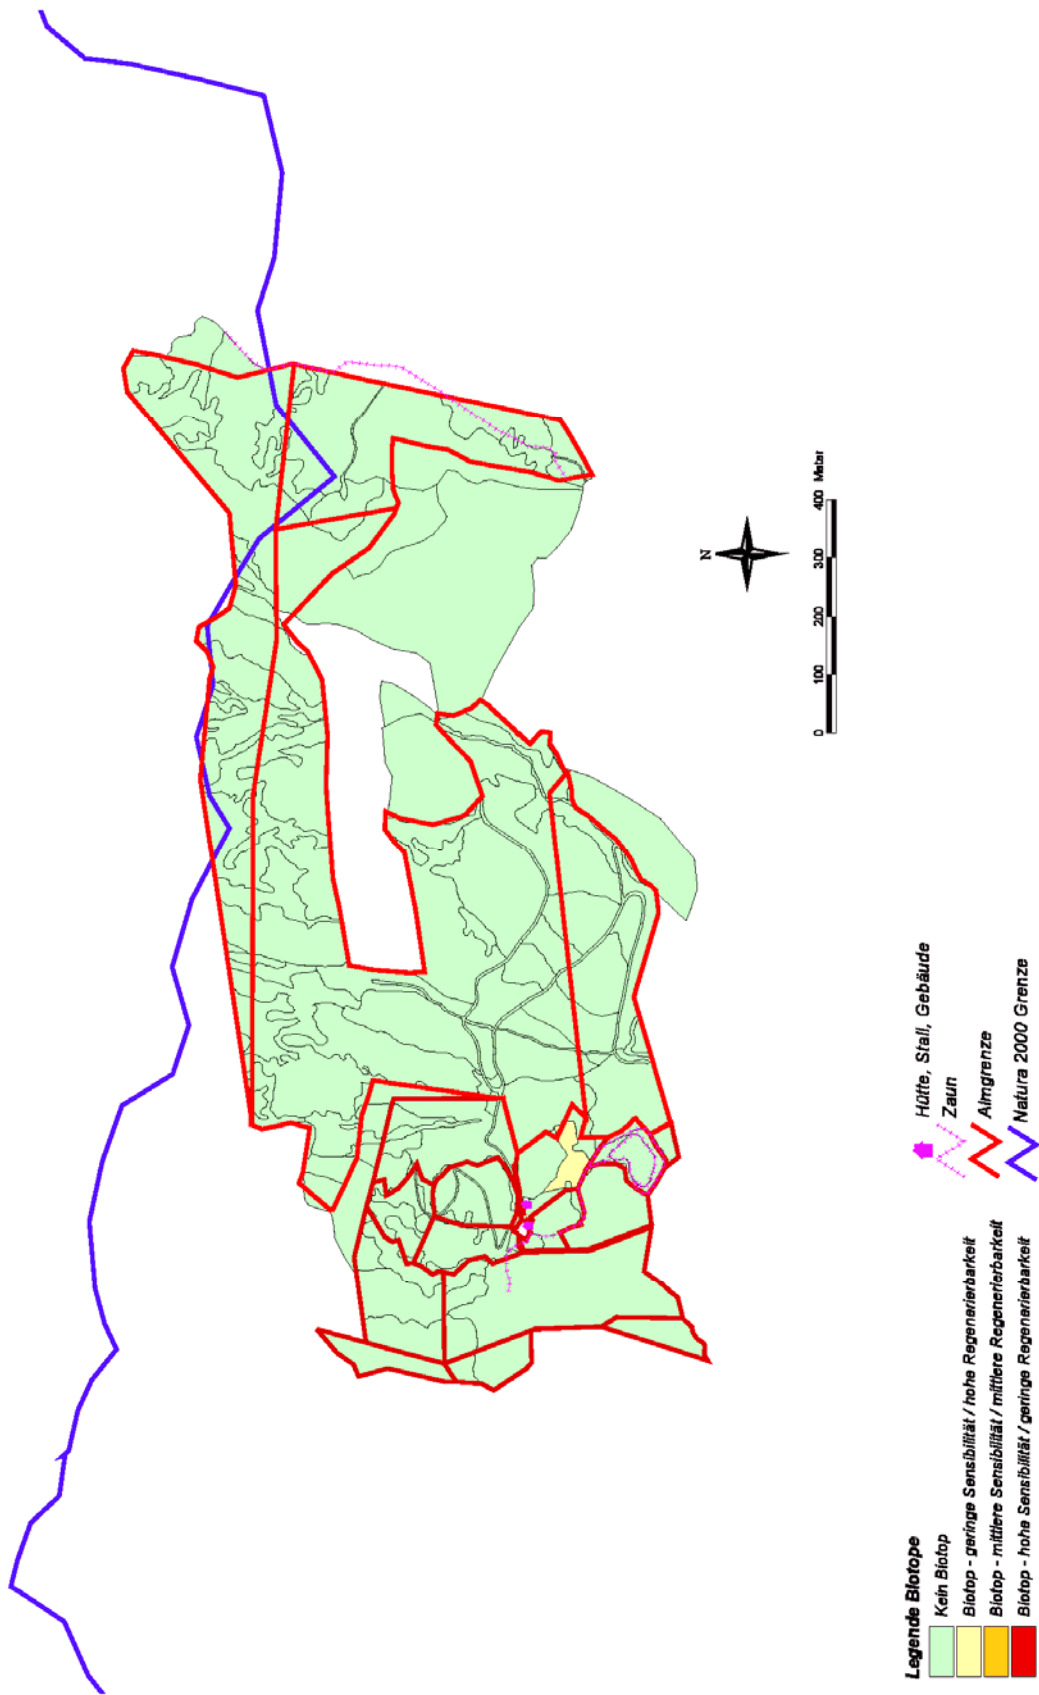 N
0 100 200 300 400 Meter
Legende Biotope
Kein Biotop
Biotop - geringe Sensibilität / hohe Regenerierbarkeit
Biotop - mittlere Sensibilität / mittlere Regenerierbarkeit
Biotop - hohe Sensibilität / geringe Regenerierbarkeit
Hütte, Stall, Gebäude
Zaun
Almgrenze
Natura 2000 Grenze